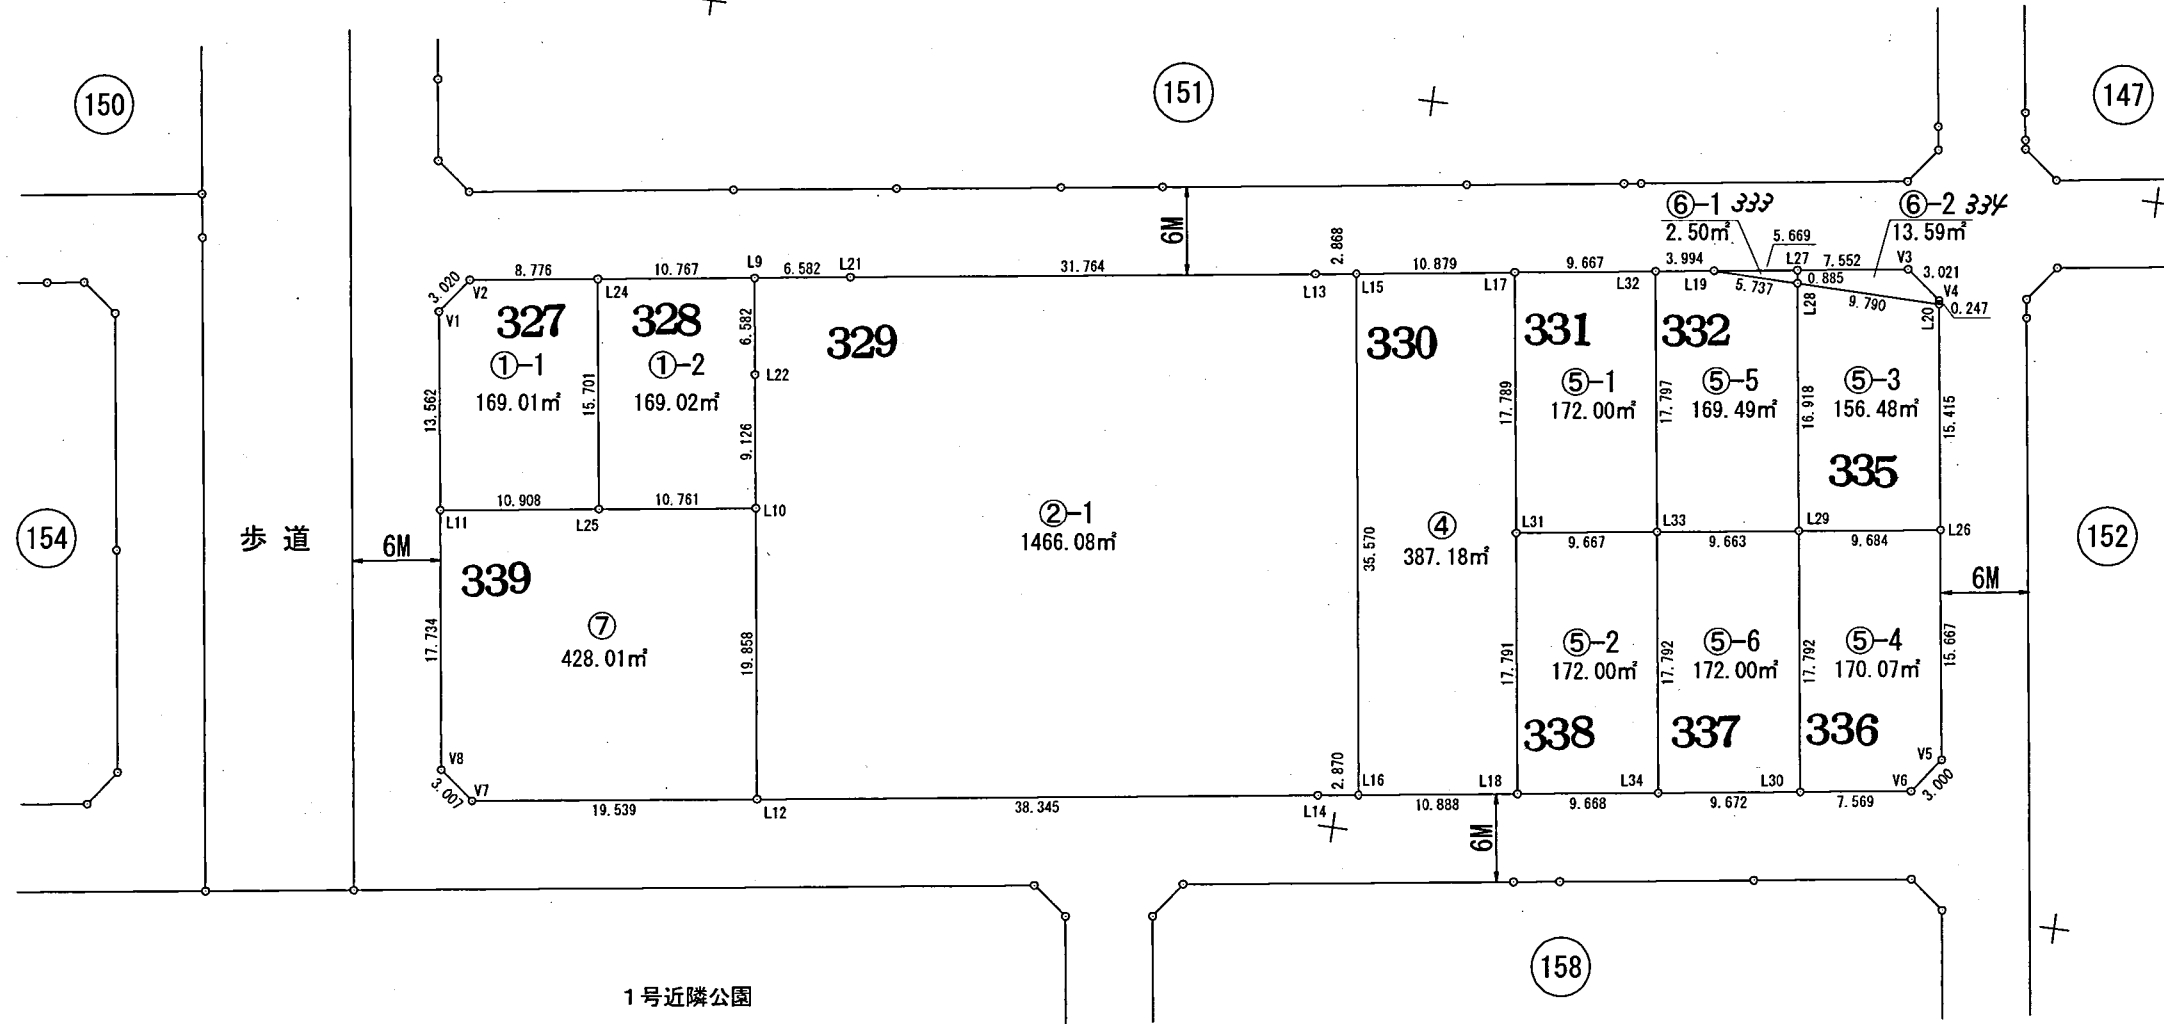 150
151
147
⑥-1 333
2.50㎡
⑥-2 334
13.59㎡
6M
5.669
2.868
8.776
10.767
L9
6.582
L21
31.764
10.879
9.667
3.994
L27
7.552
V3
3.021
V4
3.020
V2
L24
L13
L15
L17
L32
L19
5.737
0.885
9.790
0.247
L28
L20
V1
327
328
329
330
331
332
6.582
①-1
169.01㎡
①-2
169.02㎡
L22
⑤-1
172.00㎡
⑤-5
169.49㎡
⑤-3
156.48㎡
13.562
15.701
9.126
17.789
17.797
16.918
15.415
335
10.908
10.761
L11
L25
L10
②-1
1466.08㎡
④
387.18㎡
35.570
L31
L33
L29
L26
9.667
9.663
9.684
154
歩道
6M
152
6M
339
⑦
428.01㎡
17.734
19.858
17.791
⑤-2
172.00㎡
17.792
⑤-6
172.00㎡
17.792
⑤-4
170.07㎡
15.667
338
337
336
V8
3.007
V7
19.539
L12
38.345
L14
2.870
L16
10.888
L18
9.668
L34
9.672
L30
7.569
V6
V5
3.000
6M
158
1号近隣公園